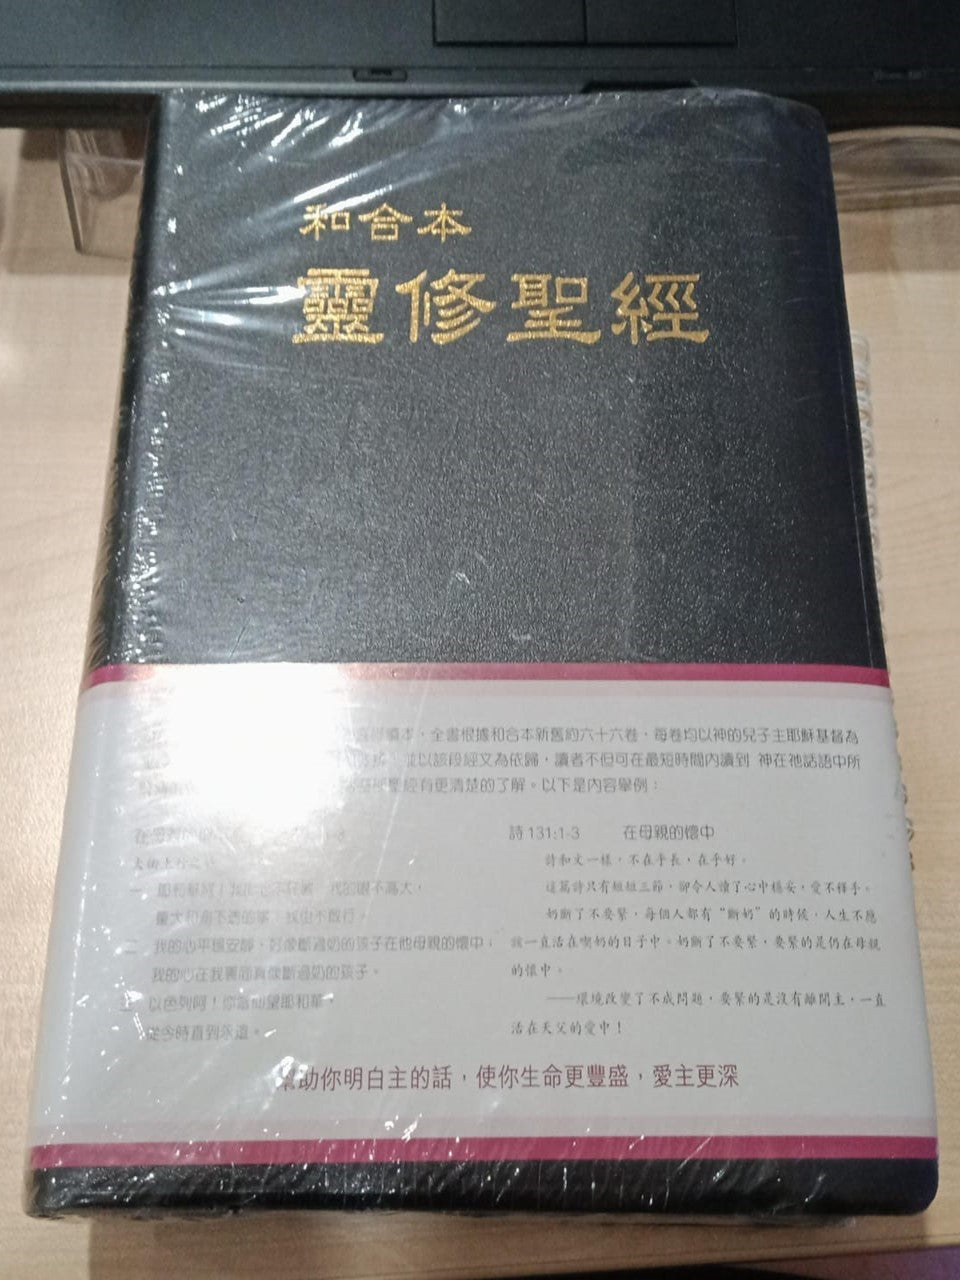 和合本
靈修聖經
讀本，全書根據和合本新舊約六十六卷，每卷均以神的兒子主耶穌基督為
並以該段經文為依歸，讀者不但可在最短時間內讀到 神在祂話語中所
聖經有更清楚的了解。以下是內容舉例：
詩 131:1-3 在母親的懷中
大衛上行之詩
詩和文一樣，不在乎長，在乎好。
一 耶和華阿！我的心不狂傲，我的眼不高大，
這篇詩只有短短三節，卻令人讀了心中穩妥，愛不釋手。
重大和測不透的事，我也不敢行。
奶斷了不要緊，每個人都有“斷奶”的時候，人生不應
二 我的心平穩安靜，好像斷過奶的孩子在他母親的懷中；
該一直活在喫奶的日子中。奶斷了不要緊，要緊的是仍在母親
我的心在我裏面真像斷過奶的孩子。
的懷中。
三 以色列阿！你當仰望耶和華，
——環境改變了不成問題，要緊的是沒有離開主，一直
從今時直到永遠。
活在天父的愛中！
幫助你明白主的話，使你生命更豐盛，愛主更深